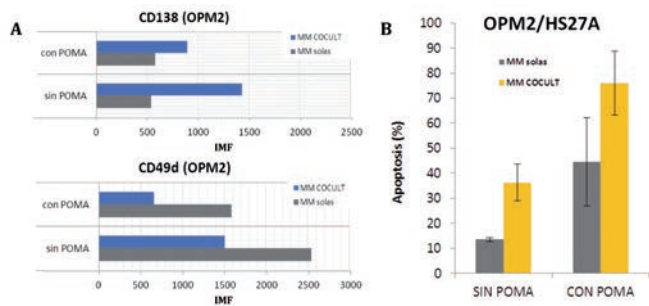 A
CD138 (OPM2)
con POMA
sin POMA
MM COCULT
MM solas
0 500 1000 1500 2000 2500
IMF
CD49d (OPM2)
con POMA
sin POMA
MM COCULT
MM solas
0 500 1000 1500 2000 2500 3000
IMF
B
OPM2/HS27A
MM solas
MM COCULT
Apoptosis (%)
100
90
80
70
60
50
40
30
20
10
0
SIN POMA CON POMA